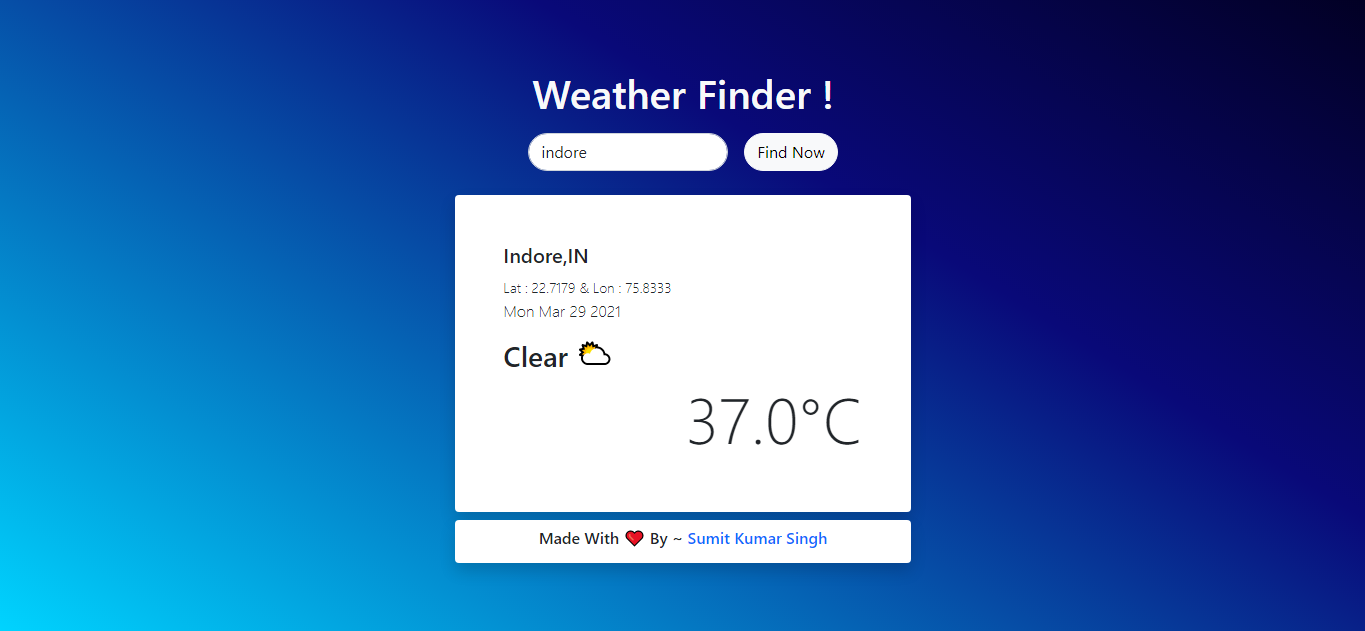 Weather Finder !
indore
Find Now
Indore,IN
Lat : 22.7179 & Lon : 75.8333
Mon Mar 29 2021
Clear
37.0°C
Made With ❤ By ~ Sumit Kumar Singh